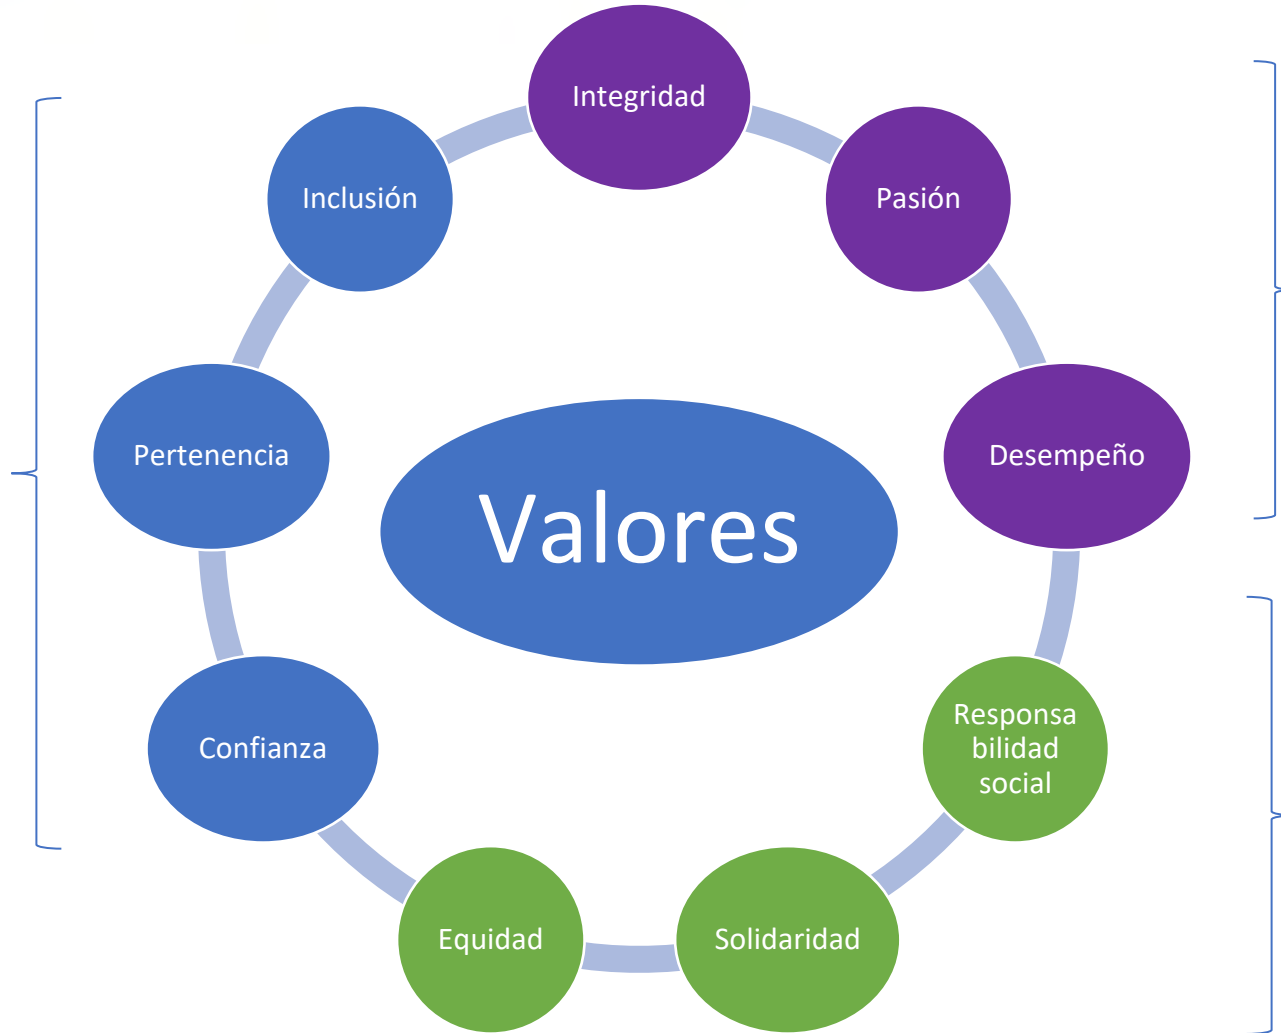 Integridad
Pasión
Desempeño
Responsa
bilidad
social
Solidaridad
Equidad
Confianza
Pertenencia
Inclusión
Valores